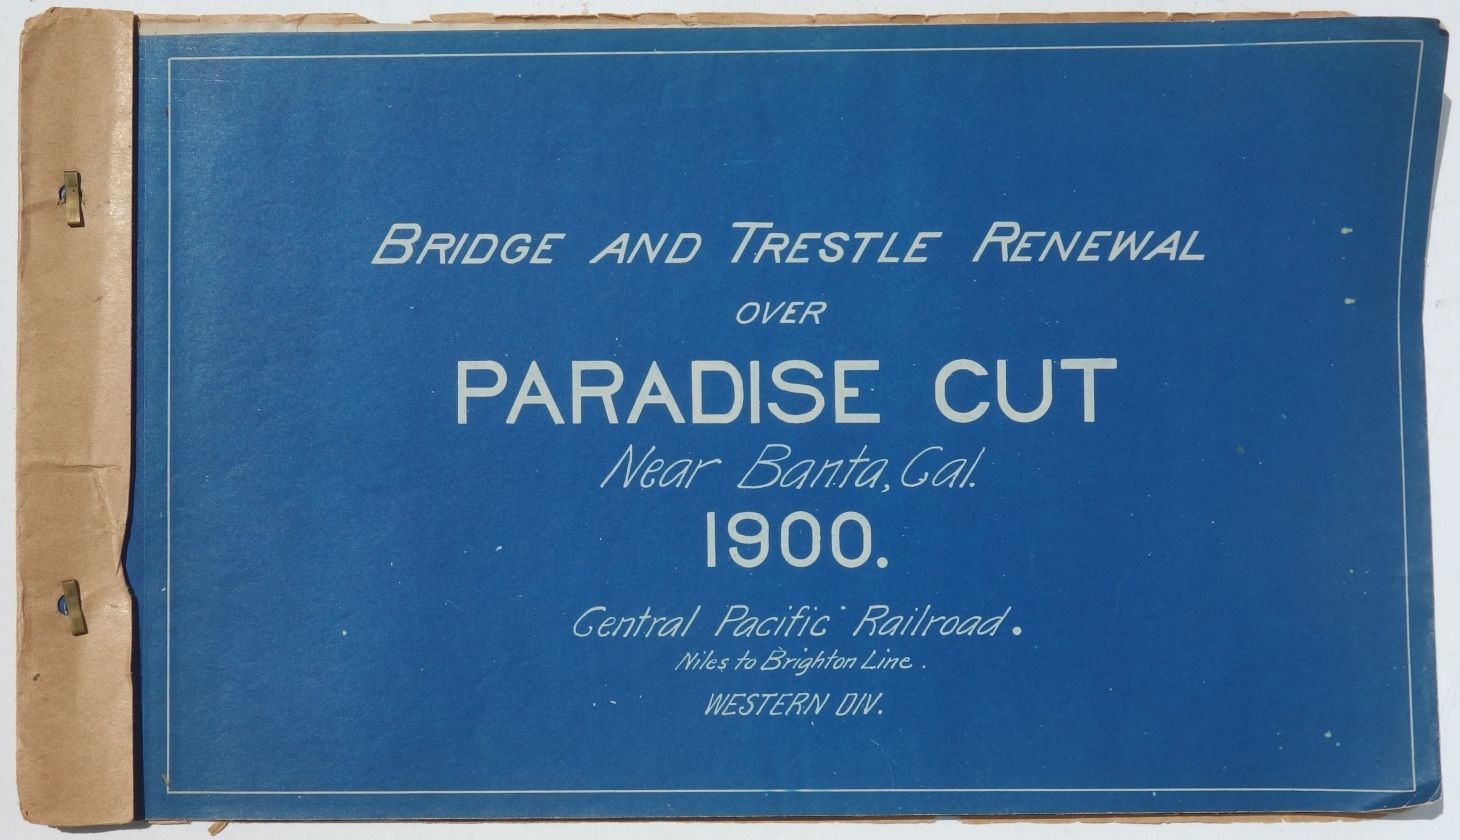 BRIDGE AND TRESTLE RENEWAL
OVER
PARADISE CUT
Near Banta, Cal.
1900.
Central Pacific Railroad.
Niles to Brighton Line.
WESTERN DIV.